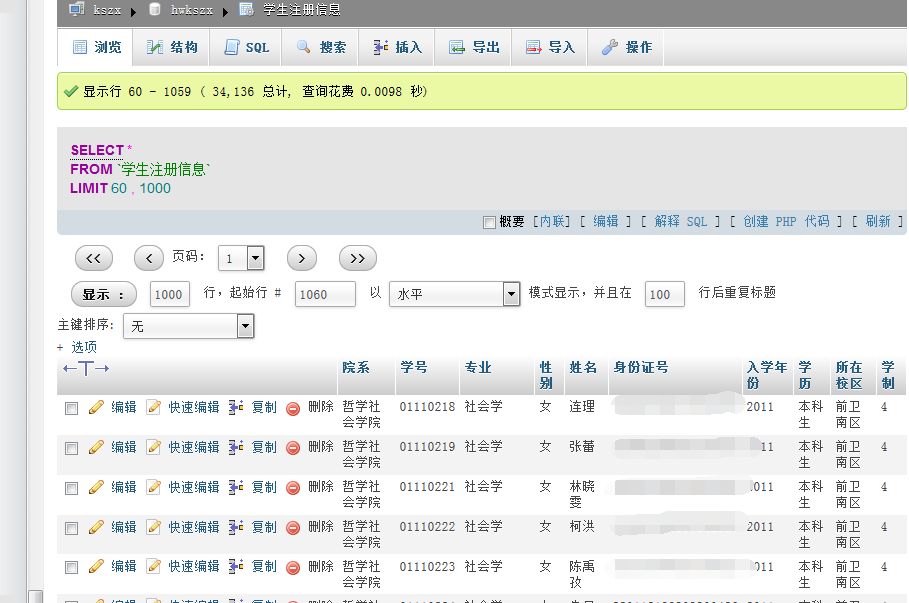 kszx ▶ hwkszx ▶ 学生注册信息
浏览 结构 SQL 搜索 插入 导出 导入 操作
显示行 60 - 1059 ( 34,136 总计, 查询花费 0.0098 秒)
SELECT *
FROM `学生注册信息`
LIMIT 60 , 1000
概要 [内联] [ 编辑 ] [ 解释 SQL ] [ 创建 PHP 代码 ] [ 刷新 ]
<< < 页码: 1 > >>
显示 : 1000 行, 起始行 # 1060 以 水平 模式显示, 并且在 100 行后重复标题
主键排序: 无
+ 选项
←T→ 院系 学号 专业 性别 姓名 身份证号 入学年份 学历 所在校区 学制
编辑 快速编辑 复制 删除 哲学社会学院 01110218 社会学 女 连理 2011 本科生 前卫南区 4
编辑 快速编辑 复制 删除 哲学社会学院 01110219 社会学 女 张蕾 11 本科生 前卫南区 4
编辑 快速编辑 复制 删除 哲学社会学院 01110221 社会学 女 林晓雯 011 本科生 前卫南区 4
编辑 快速编辑 复制 删除 哲学社会学院 01110222 社会学 女 柯洪 2011 本科生 前卫南区 4
编辑 快速编辑 复制 删除 哲学社会学院 01110223 社会学 女 陈禹 011 本科生 前卫南区 4